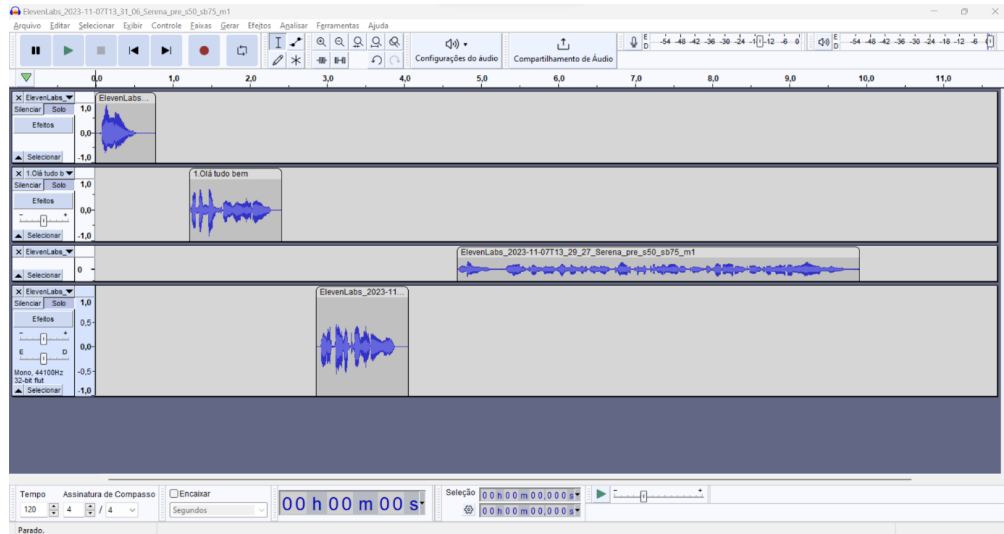 ElevenLabs_2023-11-07T13_31_06_Serena_pre_s50_sb75_m1
Arquivo Editar Selecionar Exibir Controle Faixas Gerar Efeitos Analisar Ferramentas Ajuda
Configurações do áudio
Compartilhamento de Áudio
E D -54 -48 -42 -36 -30 -24 -1 -12 -6 0
E D -54 -48 -42 -36 -30 -24 -18 -12 -6
0,0 1,0 2,0 3,0 4,0 5,0 6,0 7,0 8,0 9,0 10,0 11,0
ElevenLabs_
ElevenLabs...
Silenciar Solo
Efeitos
Selecionar
1,0
0,0
-1,0
1.Olá tudo b
1.Olá tudo bem
Silenciar Solo
Efeitos
- +
Selecionar
1,0
0,0
-1,0
ElevenLabs_
ElevenLabs_2023-11-07T13_29_27_Serena_pre_s50_sb75_m1
Selecionar
0
ElevenLabs_
ElevenLabs_2023-11...
Silenciar Solo
Efeitos
- +
E D
Mono, 44100Hz
32-bit flut
Selecionar
1,0
0,5
0,0
-0,5
-1,0
Tempo
120
Assinatura de Compasso
4 / 4
Encaixar
Segundos
00 h 00 m 00 s
Seleção
00 h 00 m 00,000 s
00 h 00 m 00,000 s
- +
Parado.